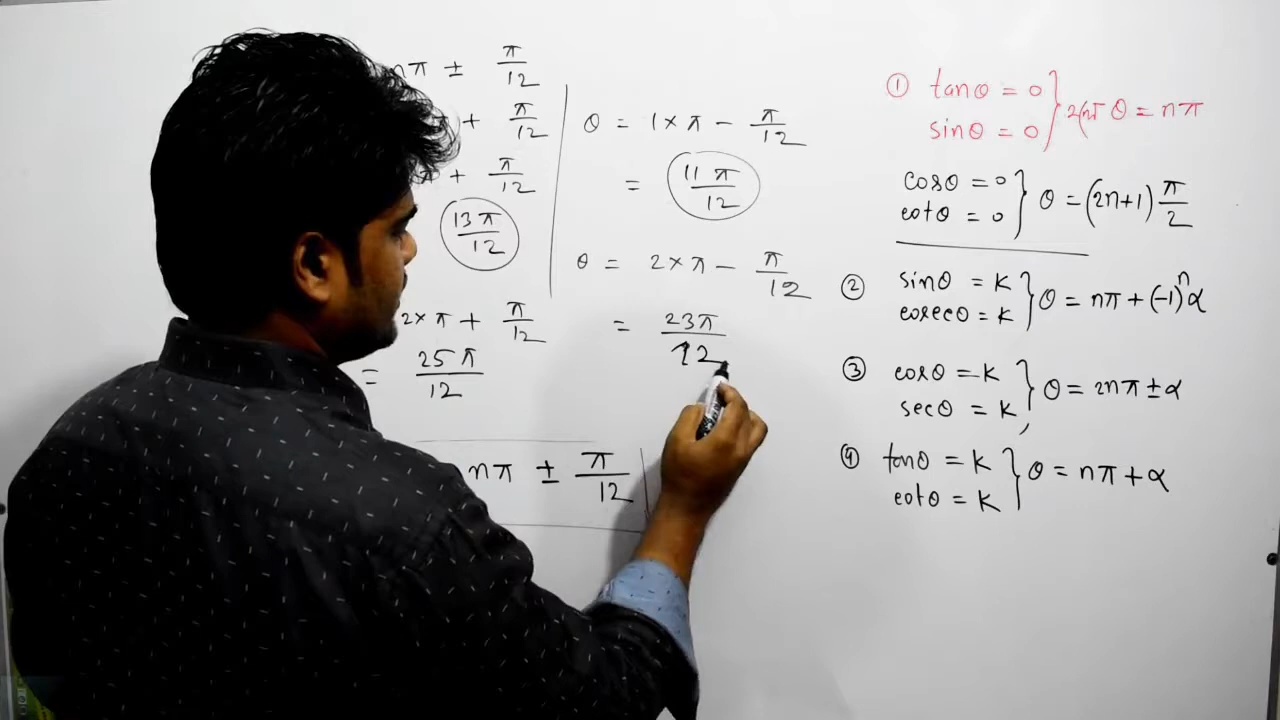 nπ ± π/12
+ π/12
π + π/12
13π/12
2×π + π/12
= 25π/12
nπ ± π/12
θ = 1×π − π/12
= 11π/12
θ = 2×π − π/12
= 23π/12
① tanθ = 0
sinθ = 0 } θ = nπ
cosθ = 0
cotθ = 0 } θ = (2n+1) π/2
② sinθ = K
cosecθ = K } θ = nπ + (-1)ⁿα
③ cosθ = K
secθ = K } θ = 2nπ ± α
④ tanθ = K
cotθ = K } θ = nπ + α